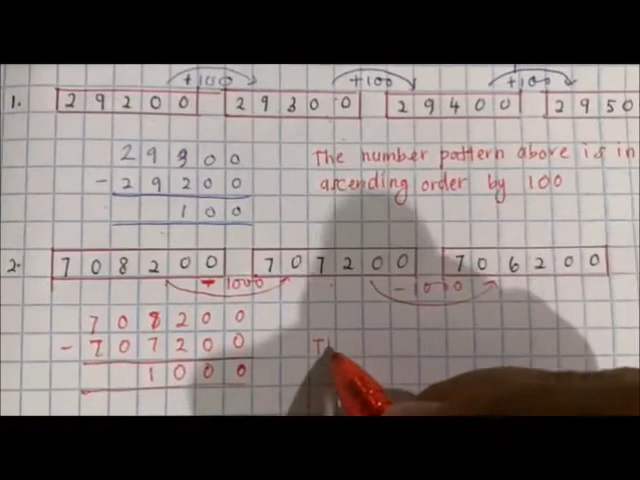 +100 +100 +100
1. 29200 29300 29400 2950
29300 The number pattern above is in
- 29200 ascending order by 100
100
2. 708200 707200 706200
- 1000 - 1000
708200
- 707200 T
1000